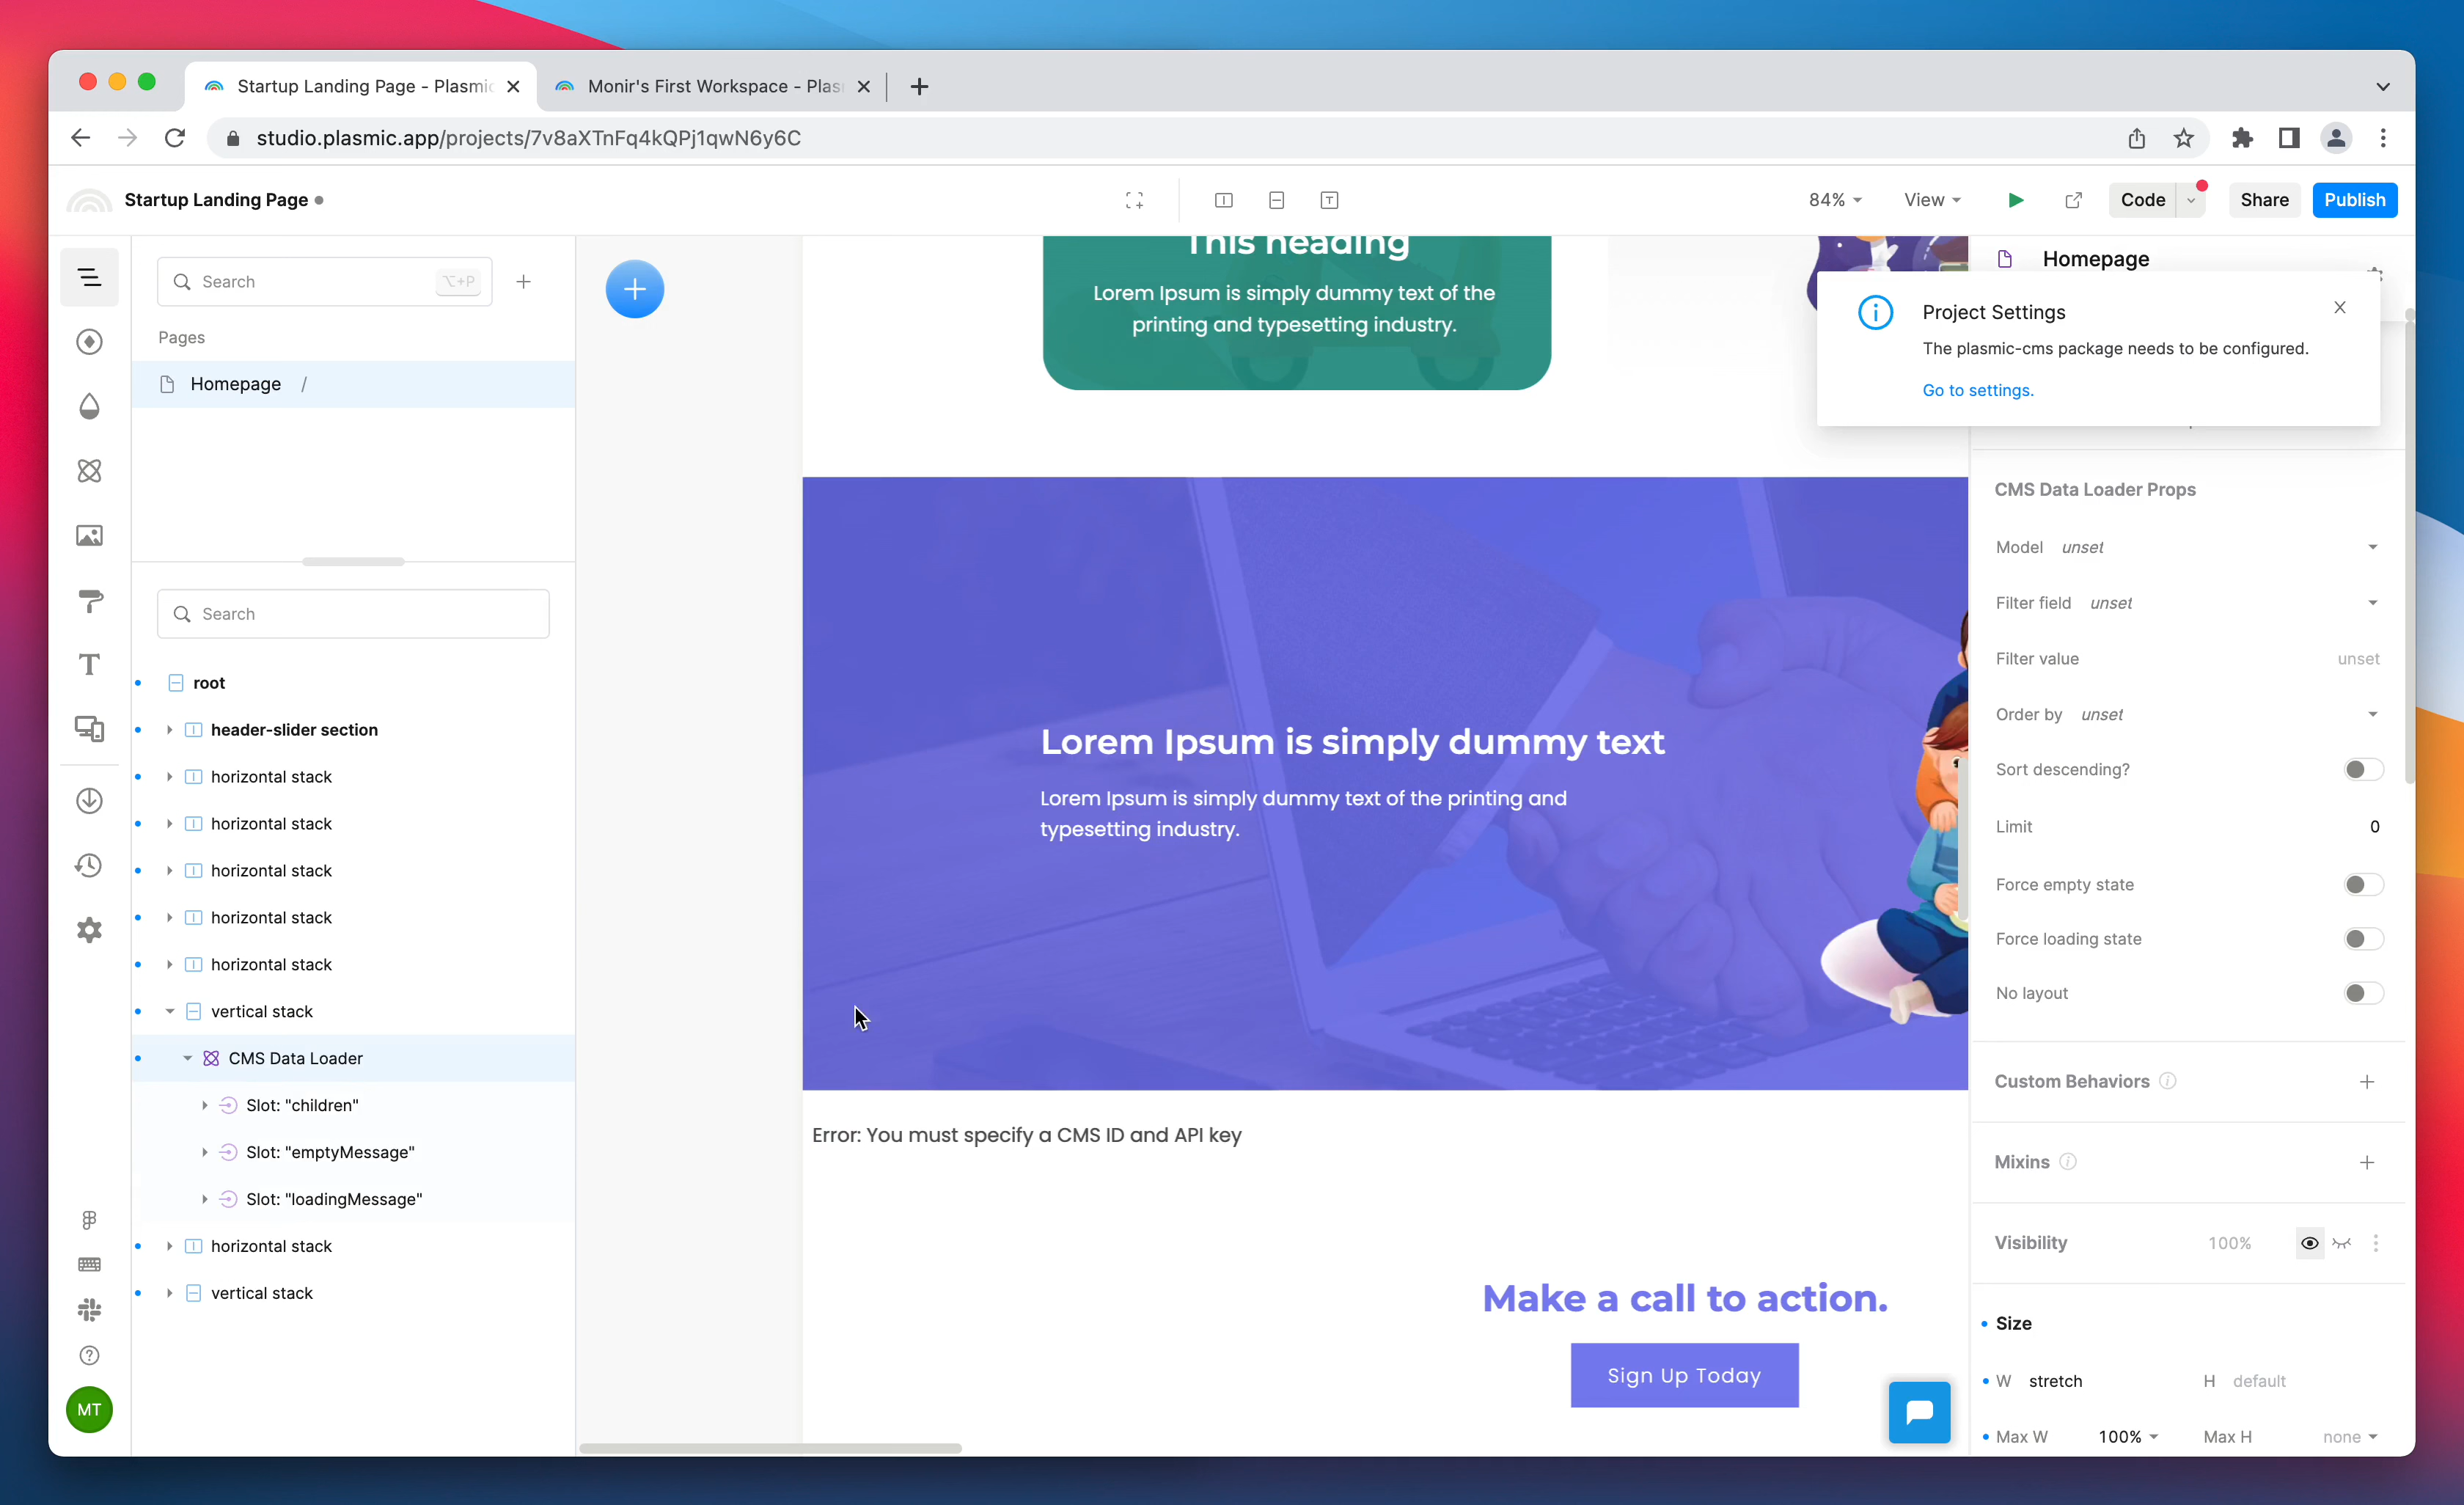 Startup Landing Page - Plasmic
Monir's First Workspace - Plas
studio.plasmic.app/projects/7v8aXTnFq4kQPj1qwN6y6C
Startup Landing Page
84%
View
Code
Share
Publish
Search
⌥+P
Pages
Homepage /
Search
root
header-slider section
horizontal stack
horizontal stack
horizontal stack
horizontal stack
horizontal stack
vertical stack
CMS Data Loader
Slot: "children"
Slot: "emptyMessage"
Slot: "loadingMessage"
horizontal stack
vertical stack
MT
This heading
Lorem Ipsum is simply dummy text of the
printing and typesetting industry.
Lorem Ipsum is simply dummy text
Lorem Ipsum is simply dummy text of the printing and
typesetting industry.
Error: You must specify a CMS ID and API key
Make a call to action.
Sign Up Today
Homepage
Project Settings
The plasmic-cms package needs to be configured.
Go to settings.
CMS Data Loader Props
Model unset
Filter field unset
Filter value unset
Order by unset
Sort descending?
Limit 0
Force empty state
Force loading state
No layout
Custom Behaviors
Mixins
Visibility 100%
Size
W stretch H default
Max W 100% Max H none